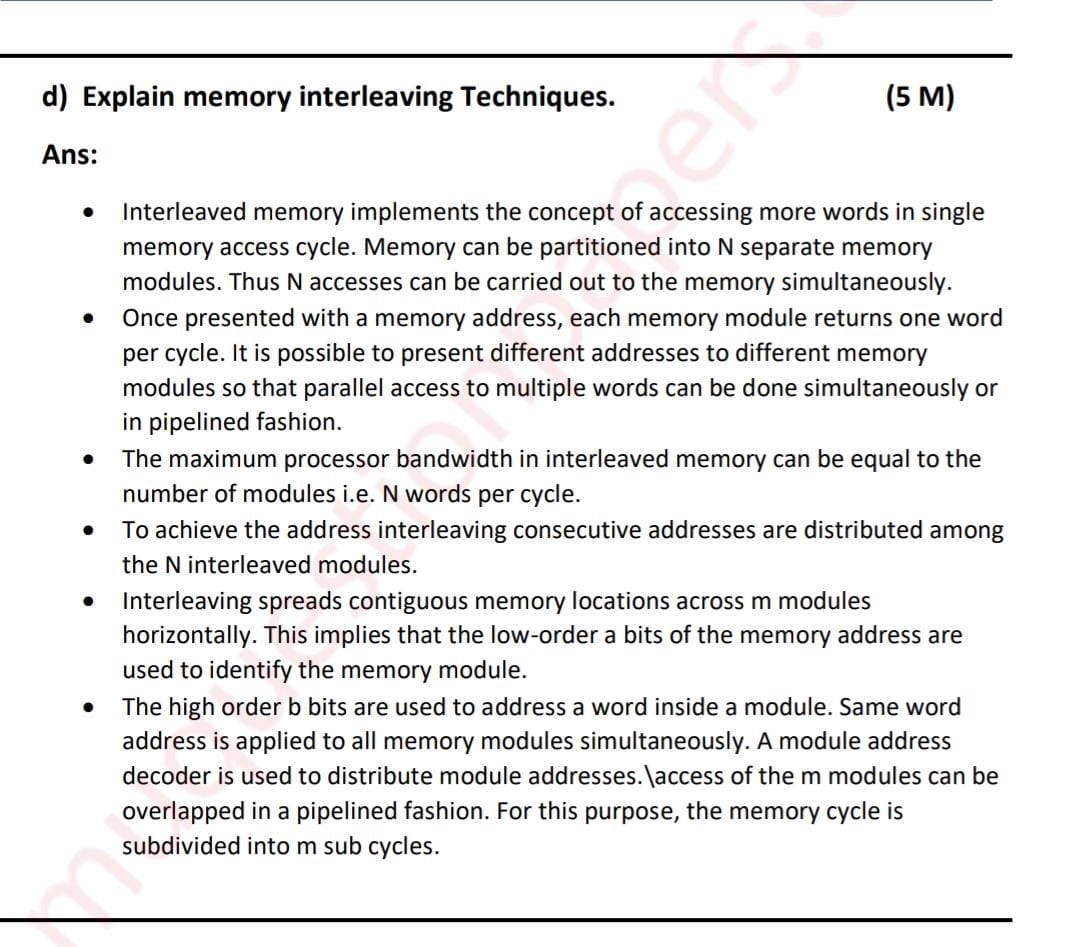 d) Explain memory interleaving Techniques. (5 M)
Ans:
• Interleaved memory implements the concept of accessing more words in single
memory access cycle. Memory can be partitioned into N separate memory
modules. Thus N accesses can be carried out to the memory simultaneously.
• Once presented with a memory address, each memory module returns one word
per cycle. It is possible to present different addresses to different memory
modules so that parallel access to multiple words can be done simultaneously or
in pipelined fashion.
• The maximum processor bandwidth in interleaved memory can be equal to the
number of modules i.e. N words per cycle.
• To achieve the address interleaving consecutive addresses are distributed among
the N interleaved modules.
• Interleaving spreads contiguous memory locations across m modules
horizontally. This implies that the low-order a bits of the memory address are
used to identify the memory module.
• The high order b bits are used to address a word inside a module. Same word
address is applied to all memory modules simultaneously. A module address
decoder is used to distribute module addresses.\access of the m modules can be
overlapped in a pipelined fashion. For this purpose, the memory cycle is
subdivided into m sub cycles.
muquestionpapers.